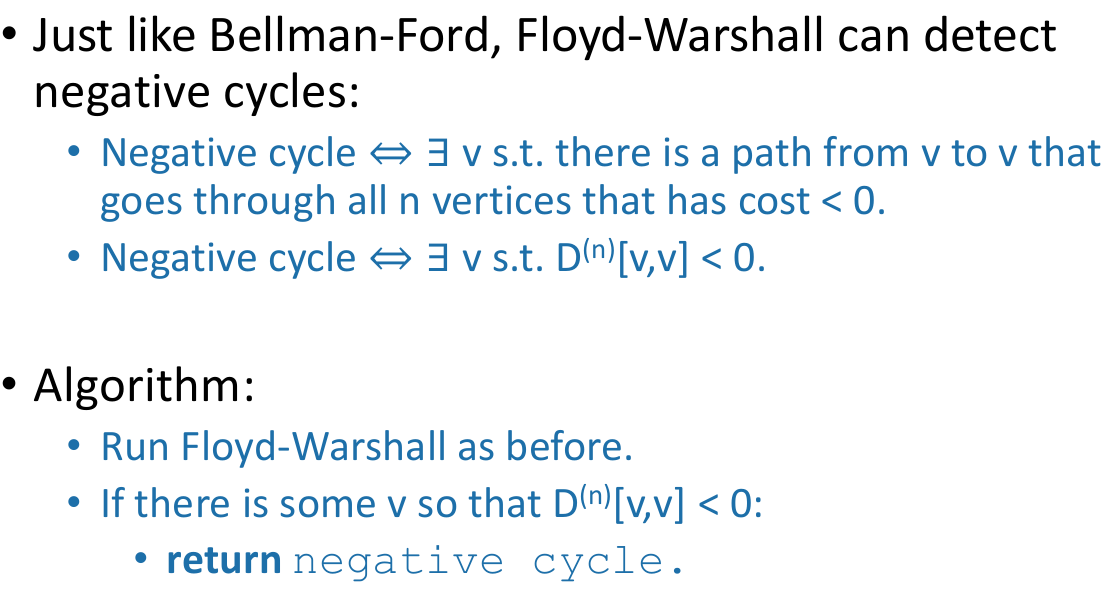 • Just like Bellman-Ford, Floyd-Warshall can detect
negative cycles:
• Negative cycle ⇔ ∃ v s.t. there is a path from v to v that
goes through all n vertices that has cost < 0.
• Negative cycle ⇔ ∃ v s.t. D⁽ⁿ⁾[v,v] < 0.
• Algorithm:
• Run Floyd-Warshall as before.
• If there is some v so that D⁽ⁿ⁾[v,v] < 0:
• return negative cycle.